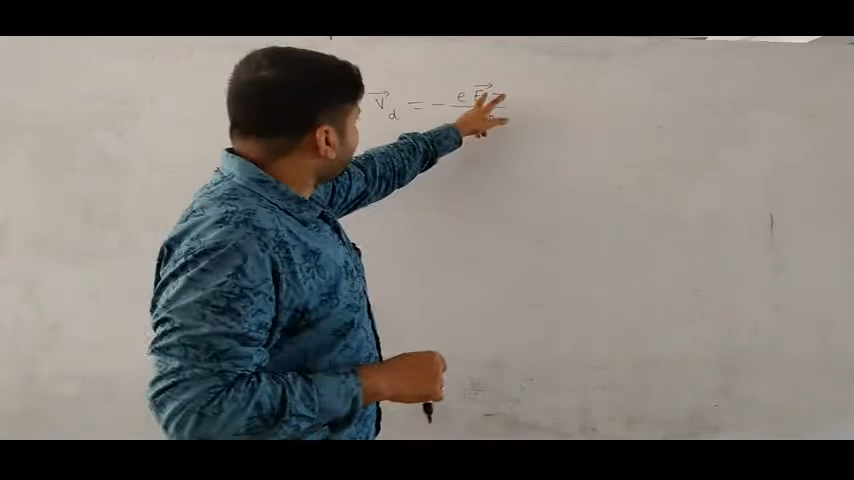 V⃗d = - eE⃗